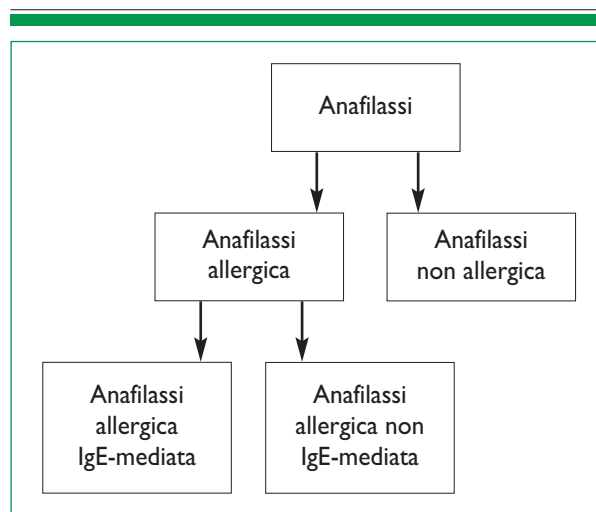 Anafilassi
Anafilassi
allergica
Anafilassi
non allergica
Anafilassi
allergica
IgE-mediata
Anafilassi
allergica non
IgE-mediata